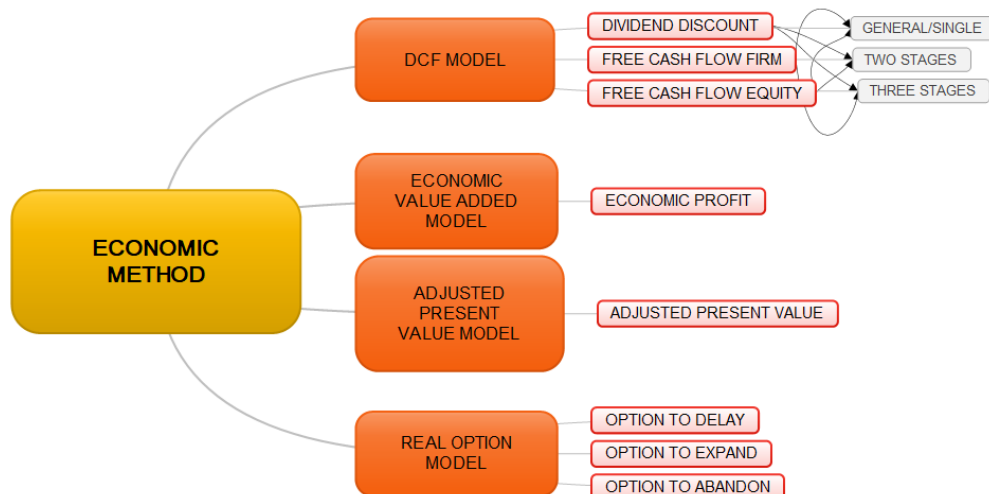 ECONOMIC
METHOD
DCF MODEL
DIVIDEND DISCOUNT
FREE CASH FLOW FIRM
FREE CASH FLOW EQUITY
GENERAL/SINGLE
TWO STAGES
THREE STAGES
ECONOMIC
VALUE ADDED
MODEL
ECONOMIC PROFIT
ADJUSTED
PRESENT
VALUE MODEL
ADJUSTED PRESENT VALUE
REAL OPTION
MODEL
OPTION TO DELAY
OPTION TO EXPAND
OPTION TO ABANDON